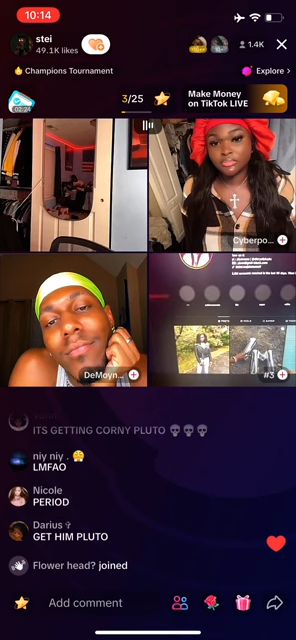 10:14
stei
49.1K likes
1.4K
Champions Tournament
Explore >
02:24
3/25
Make Money
on TikTok LIVE
Cyberpo...
DeMoyn...
#3
ITS GETTING CORNY PLUTO 💀💀💀
niy niy . 😤
LMFAO
Nicole
PERIOD
Darius ✞
GET HIM PLUTO
Flower head? joined
Add comment